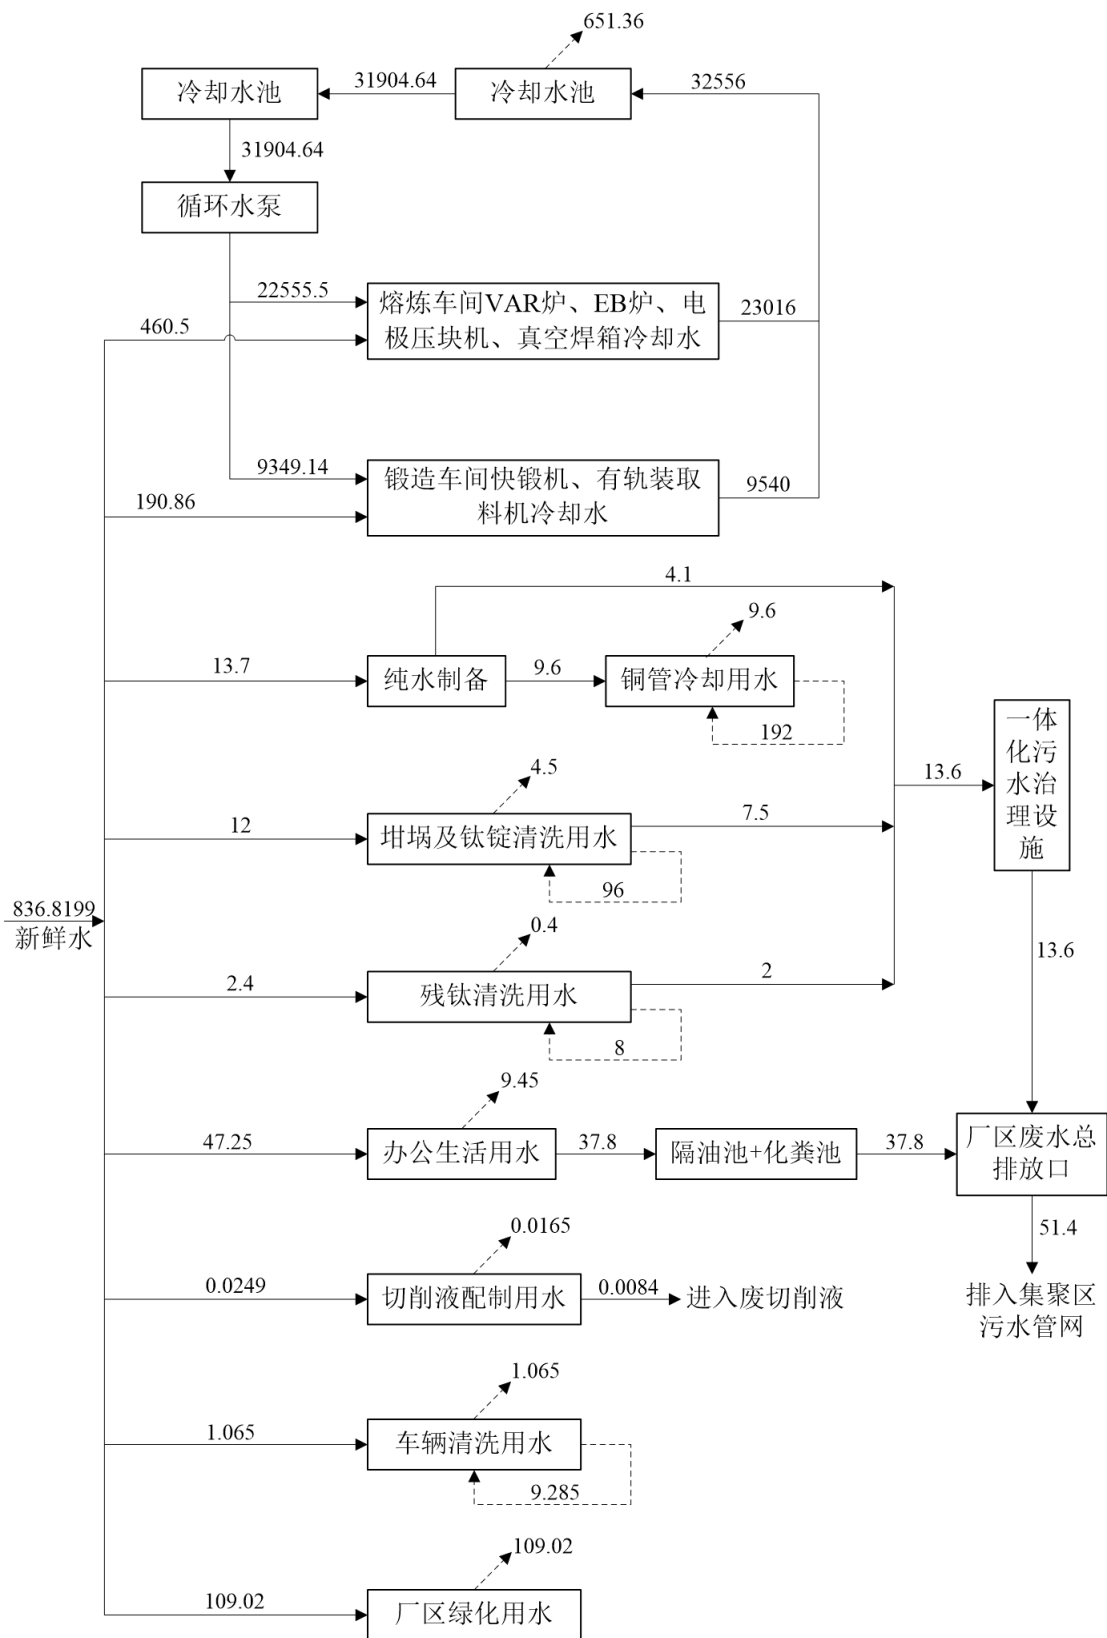 651.36
冷却水池
31904.64
冷却水池
32556
31904.64
循环水泵
22555.5
熔炼车间VAR炉、EB炉、电
极压块机、真空焊箱冷却水
23016
460.5
9349.14
锻造车间快锻机、有轨装取
料机冷却水
9540
190.86
4.1
9.6
13.7
纯水制备
9.6
铜管冷却用水
192
一体
化污
水治
理设
施
13.6
4.5
12
坩埚及钛锭清洗用水
7.5
96
836.8199
新鲜水
0.4
2.4
残钛清洗用水
2
8
13.6
9.45
47.25
办公生活用水
37.8
隔油池+化粪池
37.8
厂区废水总
排放口
51.4
排入集聚区
污水管网
0.0165
0.0249
切削液配制用水
0.0084
进入废切削液
1.065
1.065
车辆清洗用水
9.285
109.02
109.02
厂区绿化用水